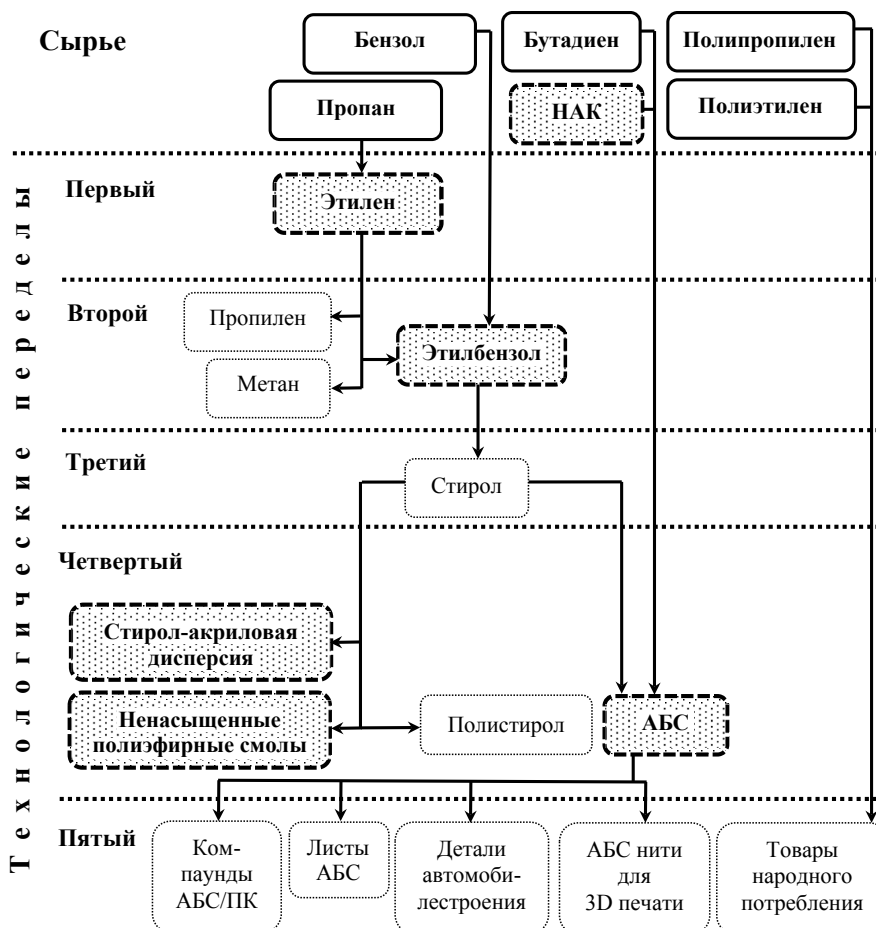 Сырье
Бензол
Бутадиен
Полипропилен
Пропан
НАК
Полиэтилен
Технологические переделы
Первый
Этилен
Второй
Пропилен
Этилбензол
Метан
Третий
Стирол
Четвертый
Стирол-акриловая
дисперсия
Ненасыщенные
полиэфирные смолы
Полистирол
АБС
Пятый
Ком-
паунды
АБС/ПК
Листы
АБС
Детали
автомоби-
лестроения
АБС нити
для
3D печати
Товары
народного
потребления